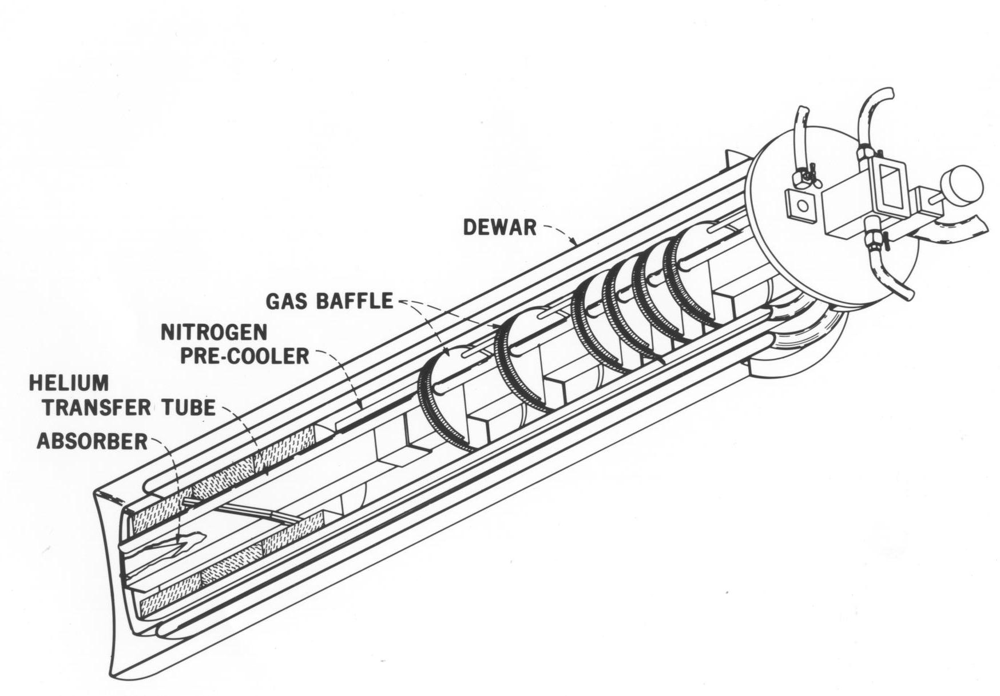 DEWAR
GAS BAFFLE
NITROGEN
PRE-COOLER
HELIUM
TRANSFER TUBE
ABSORBER